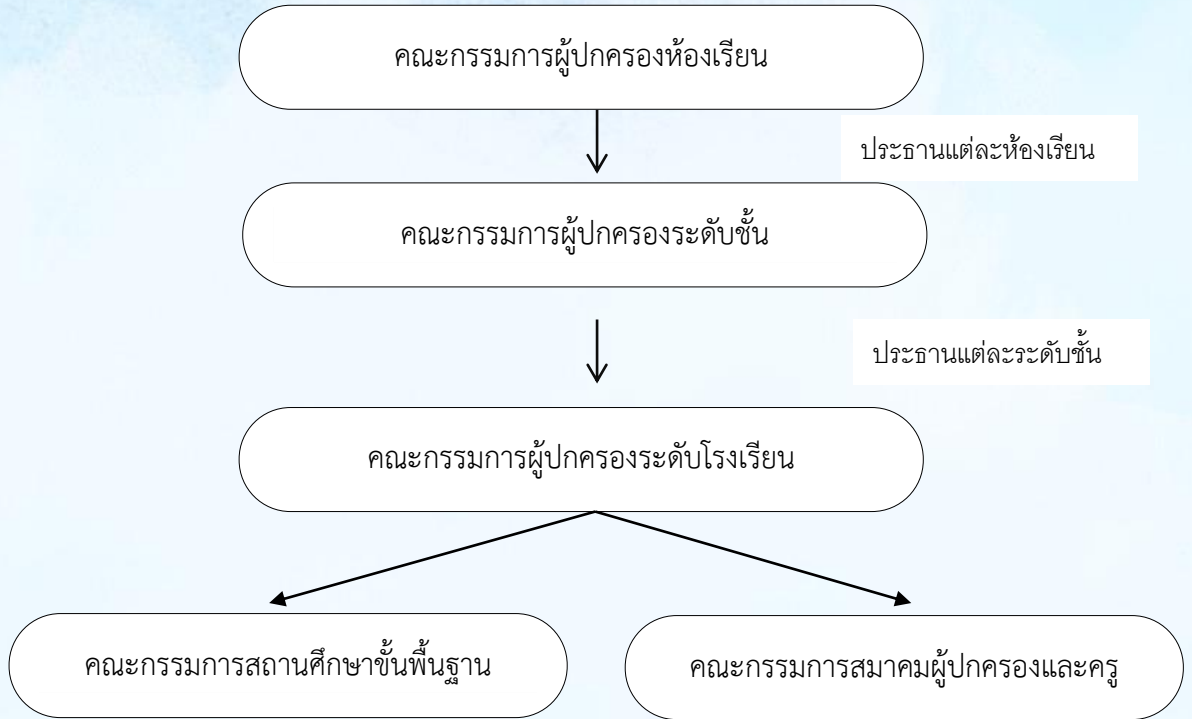 คณะกรรมการผู้ปกครองห้องเรียน
ประธานแต่ละห้องเรียน
คณะกรรมการผู้ปกครองระดับชั้น
ประธานแต่ละระดับชั้น
คณะกรรมการผู้ปกครองระดับโรงเรียน
คณะกรรมการสถานศึกษาขั้นพื้นฐาน
คณะกรรมการสมาคมผู้ปกครองและครู